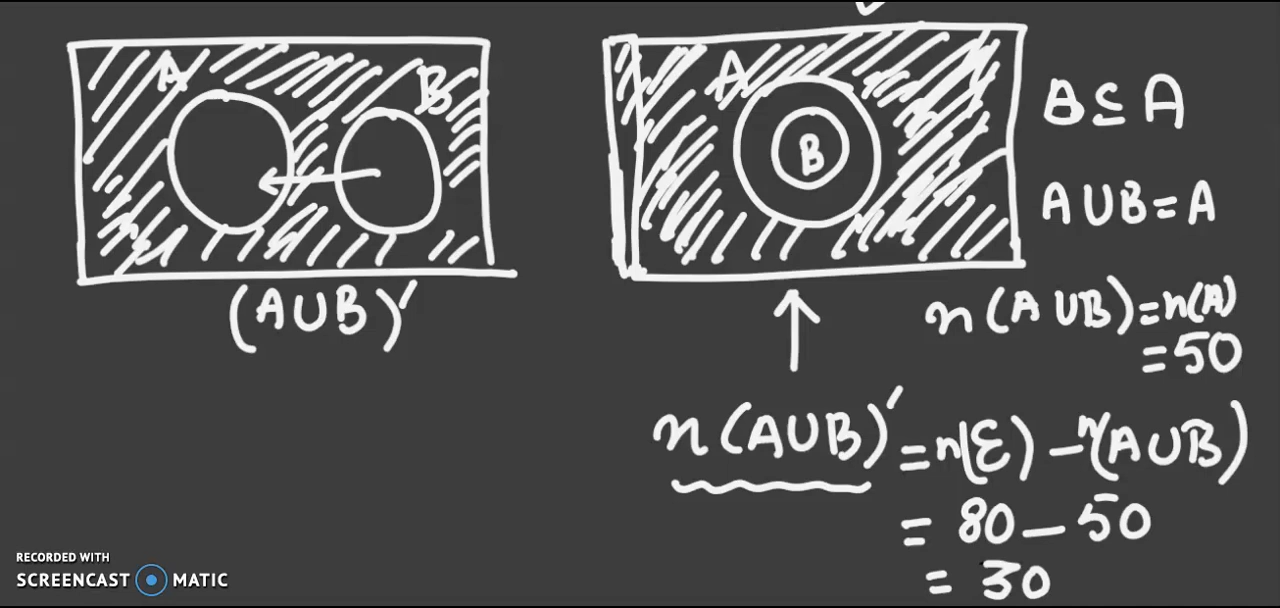 A B
(A∪B)′
A
B
B ⊆ A
A∪B = A
n(A∪B) = n(A)
= 50
n(A∪B)′ = n(ℰ) − n(A∪B)
= 80 − 50
= 30
RECORDED WITH
SCREENCAST MATIC